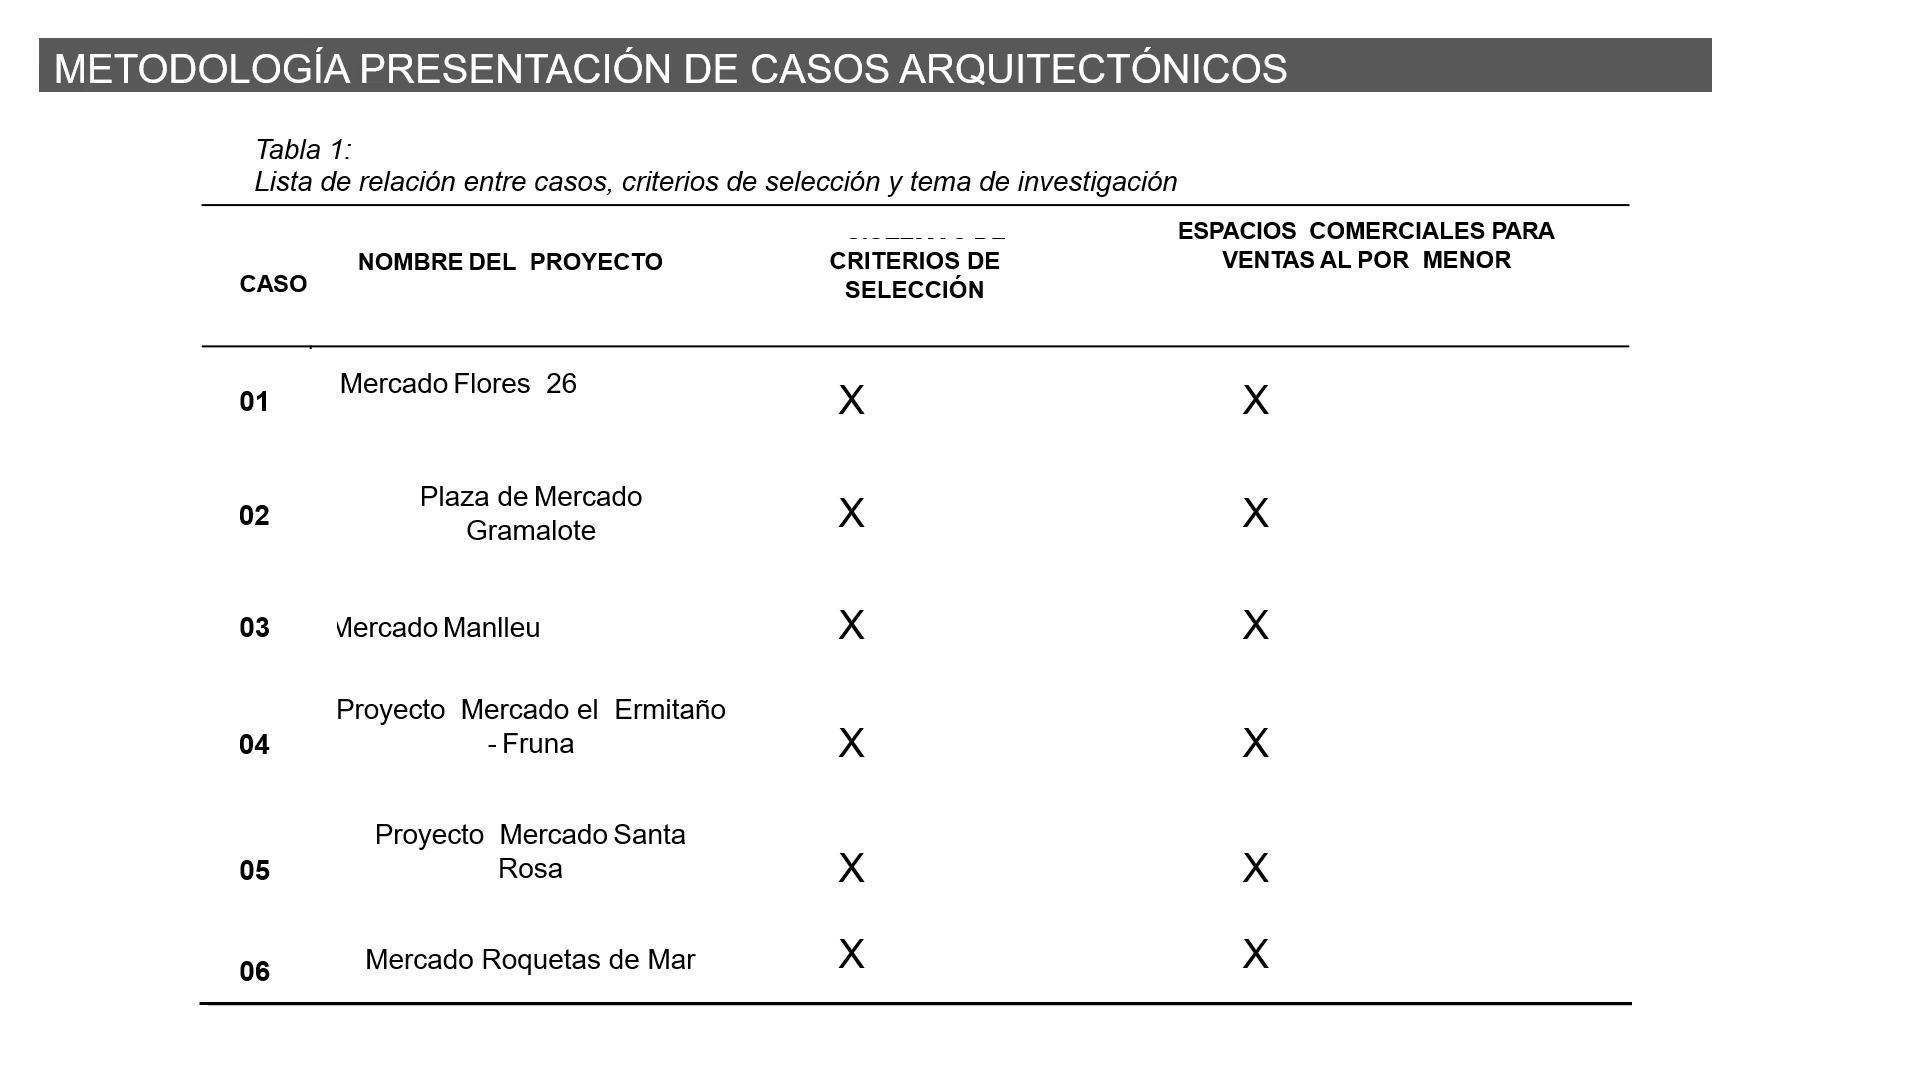 METODOLOGÍA PRESENTACIÓN DE CASOS ARQUITECTÓNICOS
Tabla 1:
Lista de relación entre casos, criterios de selección y tema de investigación
CASO
NOMBRE DEL PROYECTO
CRITERIOS DE
SELECCIÓN
ESPACIOS COMERCIALES PARA
VENTAS AL POR MENOR
01 Mercado Flores 26 X X
02 Plaza de Mercado
Gramalote X X
03 Mercado Manlleu X X
04 Proyecto Mercado el Ermitaño
- Fruna X X
05 Proyecto Mercado Santa
Rosa X X
06 Mercado Roquetas de Mar X X